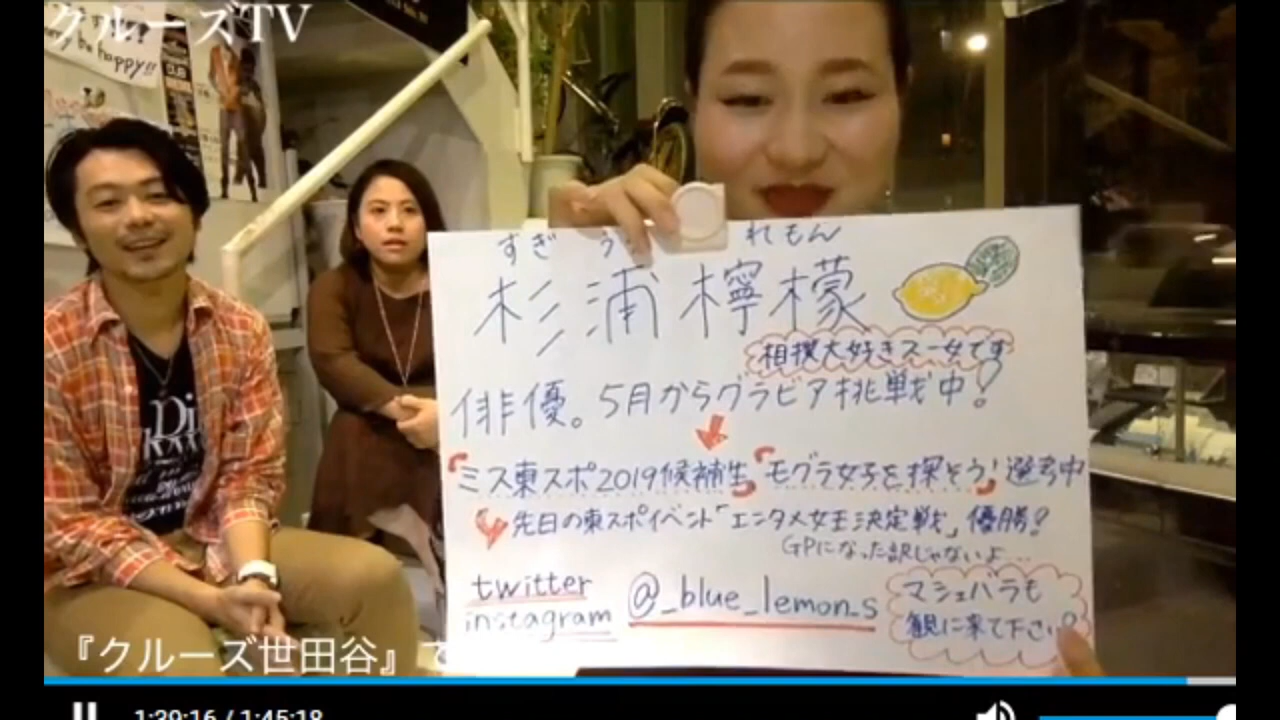 クルーズTV
happy!!
すぎ う れもん
杉浦檸檬
相撲大好きスー女です
俳優。5月からグラビア挑戦中!
「ミス東スポ2019候補生」「モグラ女子を探そう」選考中
先日の東スポイベント「エンタメ女王決定戦」優勝!
GPになった訳じゃないよ…
twitter
instagram
@_blue_lemon_s
マシェバラも
観に来て下さい?
『クルーズ世田谷』で
1:39:16 / 1:45:18